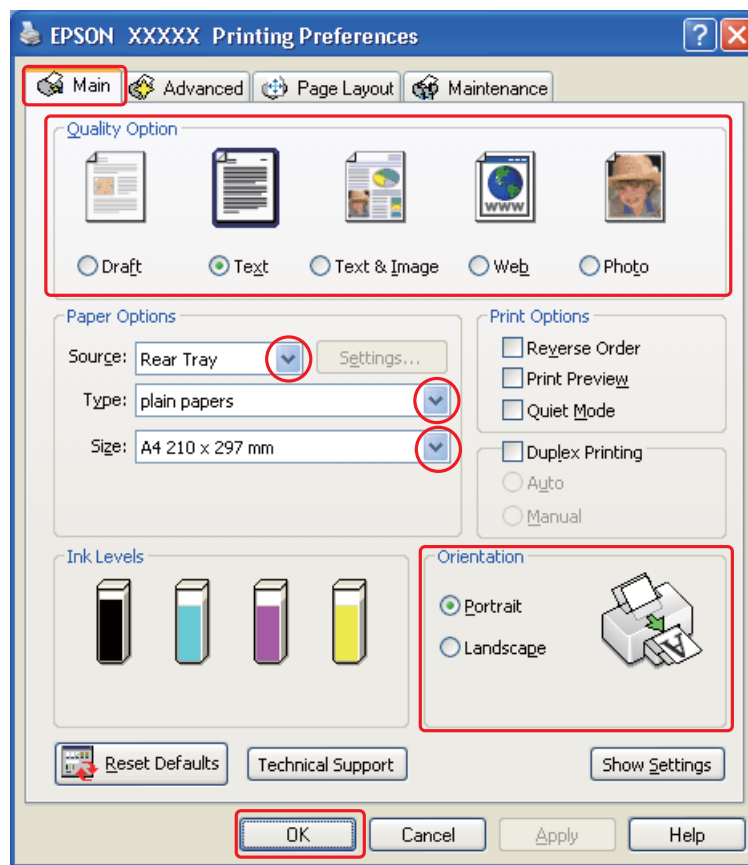 EPSON XXXXX Printing Preferences
Main
Advanced
Page Layout
Maintenance
Quality Option
WWW
Draft
Text
Text & Image
Web
Photo
Paper Options
Source: Rear Tray
Settings...
Type: plain papers
Size: A4 210 x 297 mm
Print Options
Reverse Order
Print Preview
Quiet Mode
Duplex Printing
Auto
Manual
Ink Levels
Orientation
Portrait
Landscape
A
Reset Defaults
Technical Support
Show Settings
OK
Cancel
Apply
Help